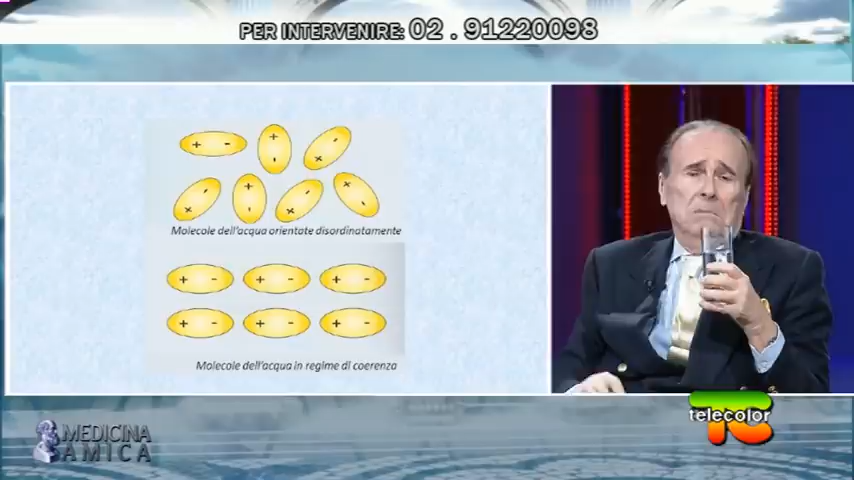 PER INTERVENIRE: 02 . 91220098
+ -
+
-
+ -
+ -
+
-
+ -
+ -
Molecole dell'acqua orientate disordinatamente
+ - + - + -
+ - + - + -
Molecole dell'acqua in regime di coerenza
telecolor
TC
MEDICINA
AMICA